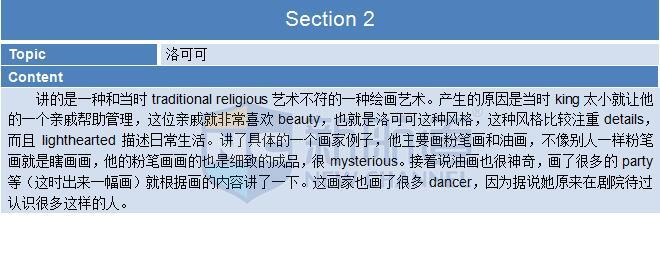 Section 2
Topic 洛可可
Content
讲的是一种和当时 traditional religious 艺术不符的一种绘画艺术。产生的原因是当时 king 太小就让他
的一个亲戚帮助管理，这位亲戚就非常喜欢 beauty，也就是洛可可这种风格，这种风格比较注重 details，
而且 lighthearted 描述日常生活。讲了具体的一个画家例子，他主要画粉笔画和油画，不像别人一样粉笔
画就是瞎画画，他的粉笔画画的也是细致的成品，很 mysterious。接着说油画也很神奇，画了很多的 party
等（这时出来一幅画）就根据画的内容讲了一下。这画家也画了很多 dancer，因为据说她原来在剧院待过
认识很多这样的人。
NEW CHANNEL